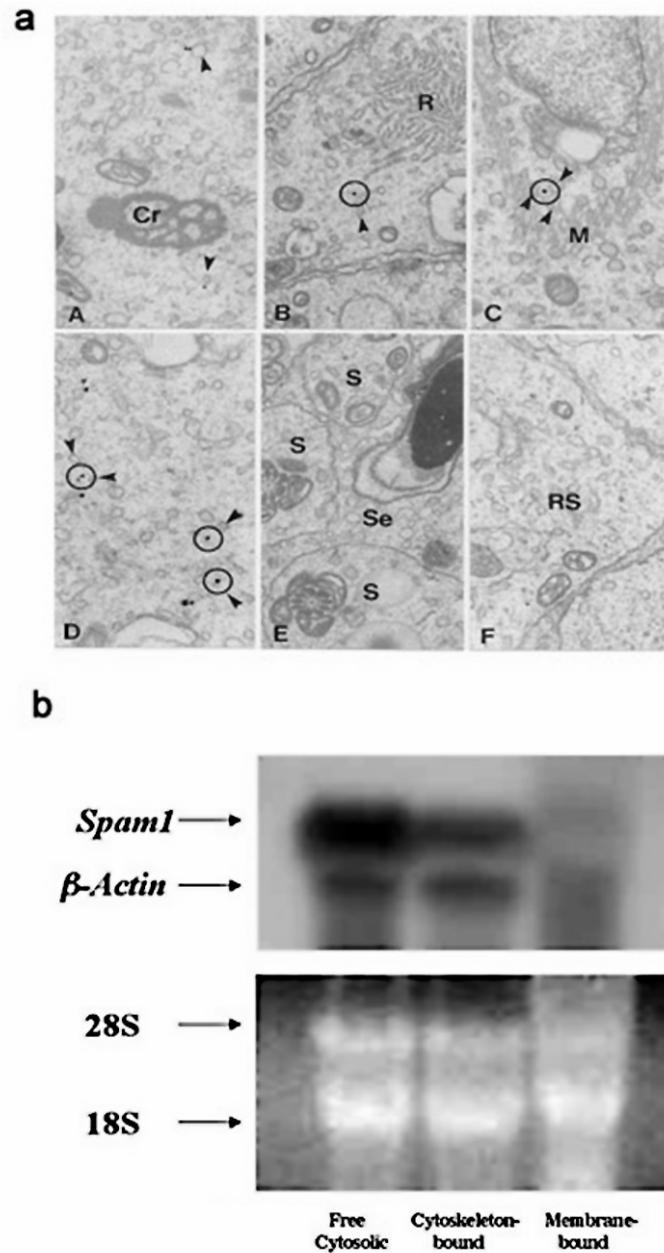 a
R
Cr
M
A
B
C
S
S
RS
Se
S
D
E
F
b
Spam1
β-Actin
28S
18S
Free Cytosolic
Cytoskeleton-bound
Membrane-bound